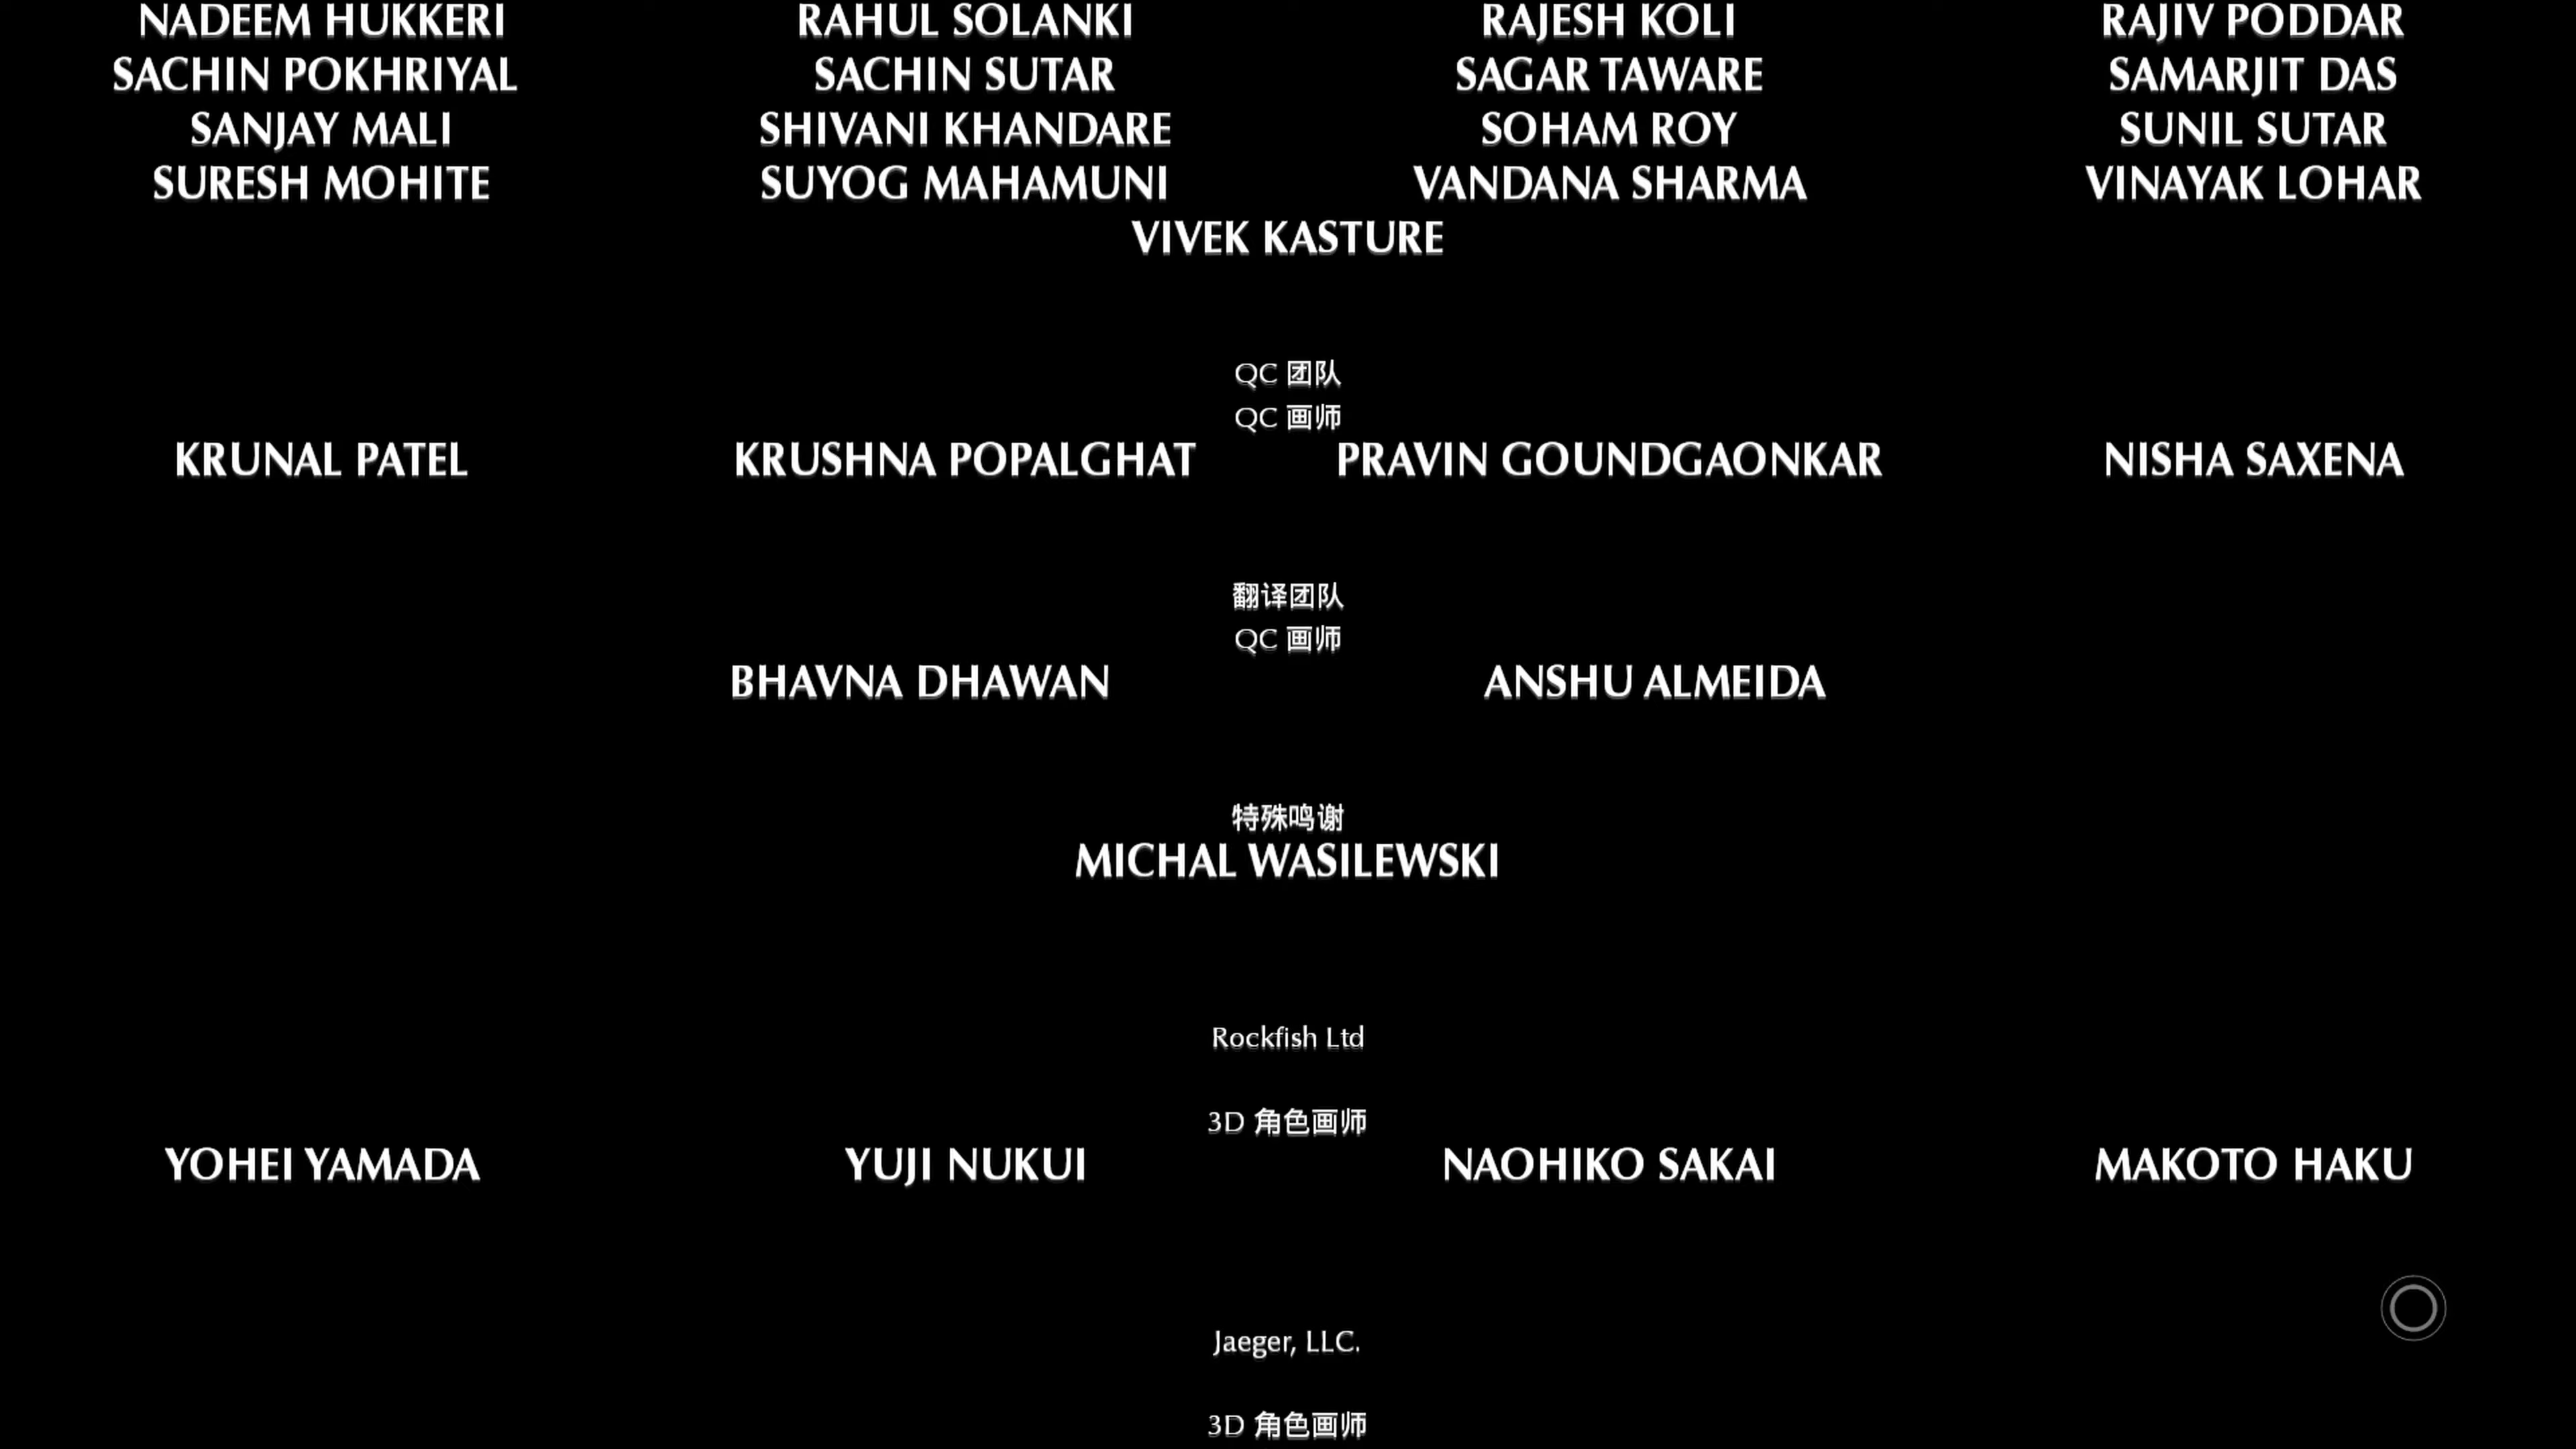 NADEEM HUKKERI RAHUL SOLANKI RAJESH KOLI RAJIV PODDAR
SACHIN POKHRIYAL SACHIN SUTAR SAGAR TAWARE SAMARJIT DAS
SANJAY MALI SHIVANI KHANDARE SOHAM ROY SUNIL SUTAR
SURESH MOHITE SUYOG MAHAMUNI VANDANA SHARMA VINAYAK LOHAR
VIVEK KASTURE
QC 团队
QC 画师
KRUNAL PATEL KRUSHNA POPALGHAT PRAVIN GOUNDGAONKAR NISHA SAXENA
翻译团队
QC 画师
BHAVNA DHAWAN ANSHU ALMEIDA
特殊鸣谢
MICHAL WASILEWSKI
Rockfish Ltd
3D 角色画师
YOHEI YAMADA YUJI NUKUI NAOHIKO SAKAI MAKOTO HAKU
Jaeger, LLC.
3D 角色画师